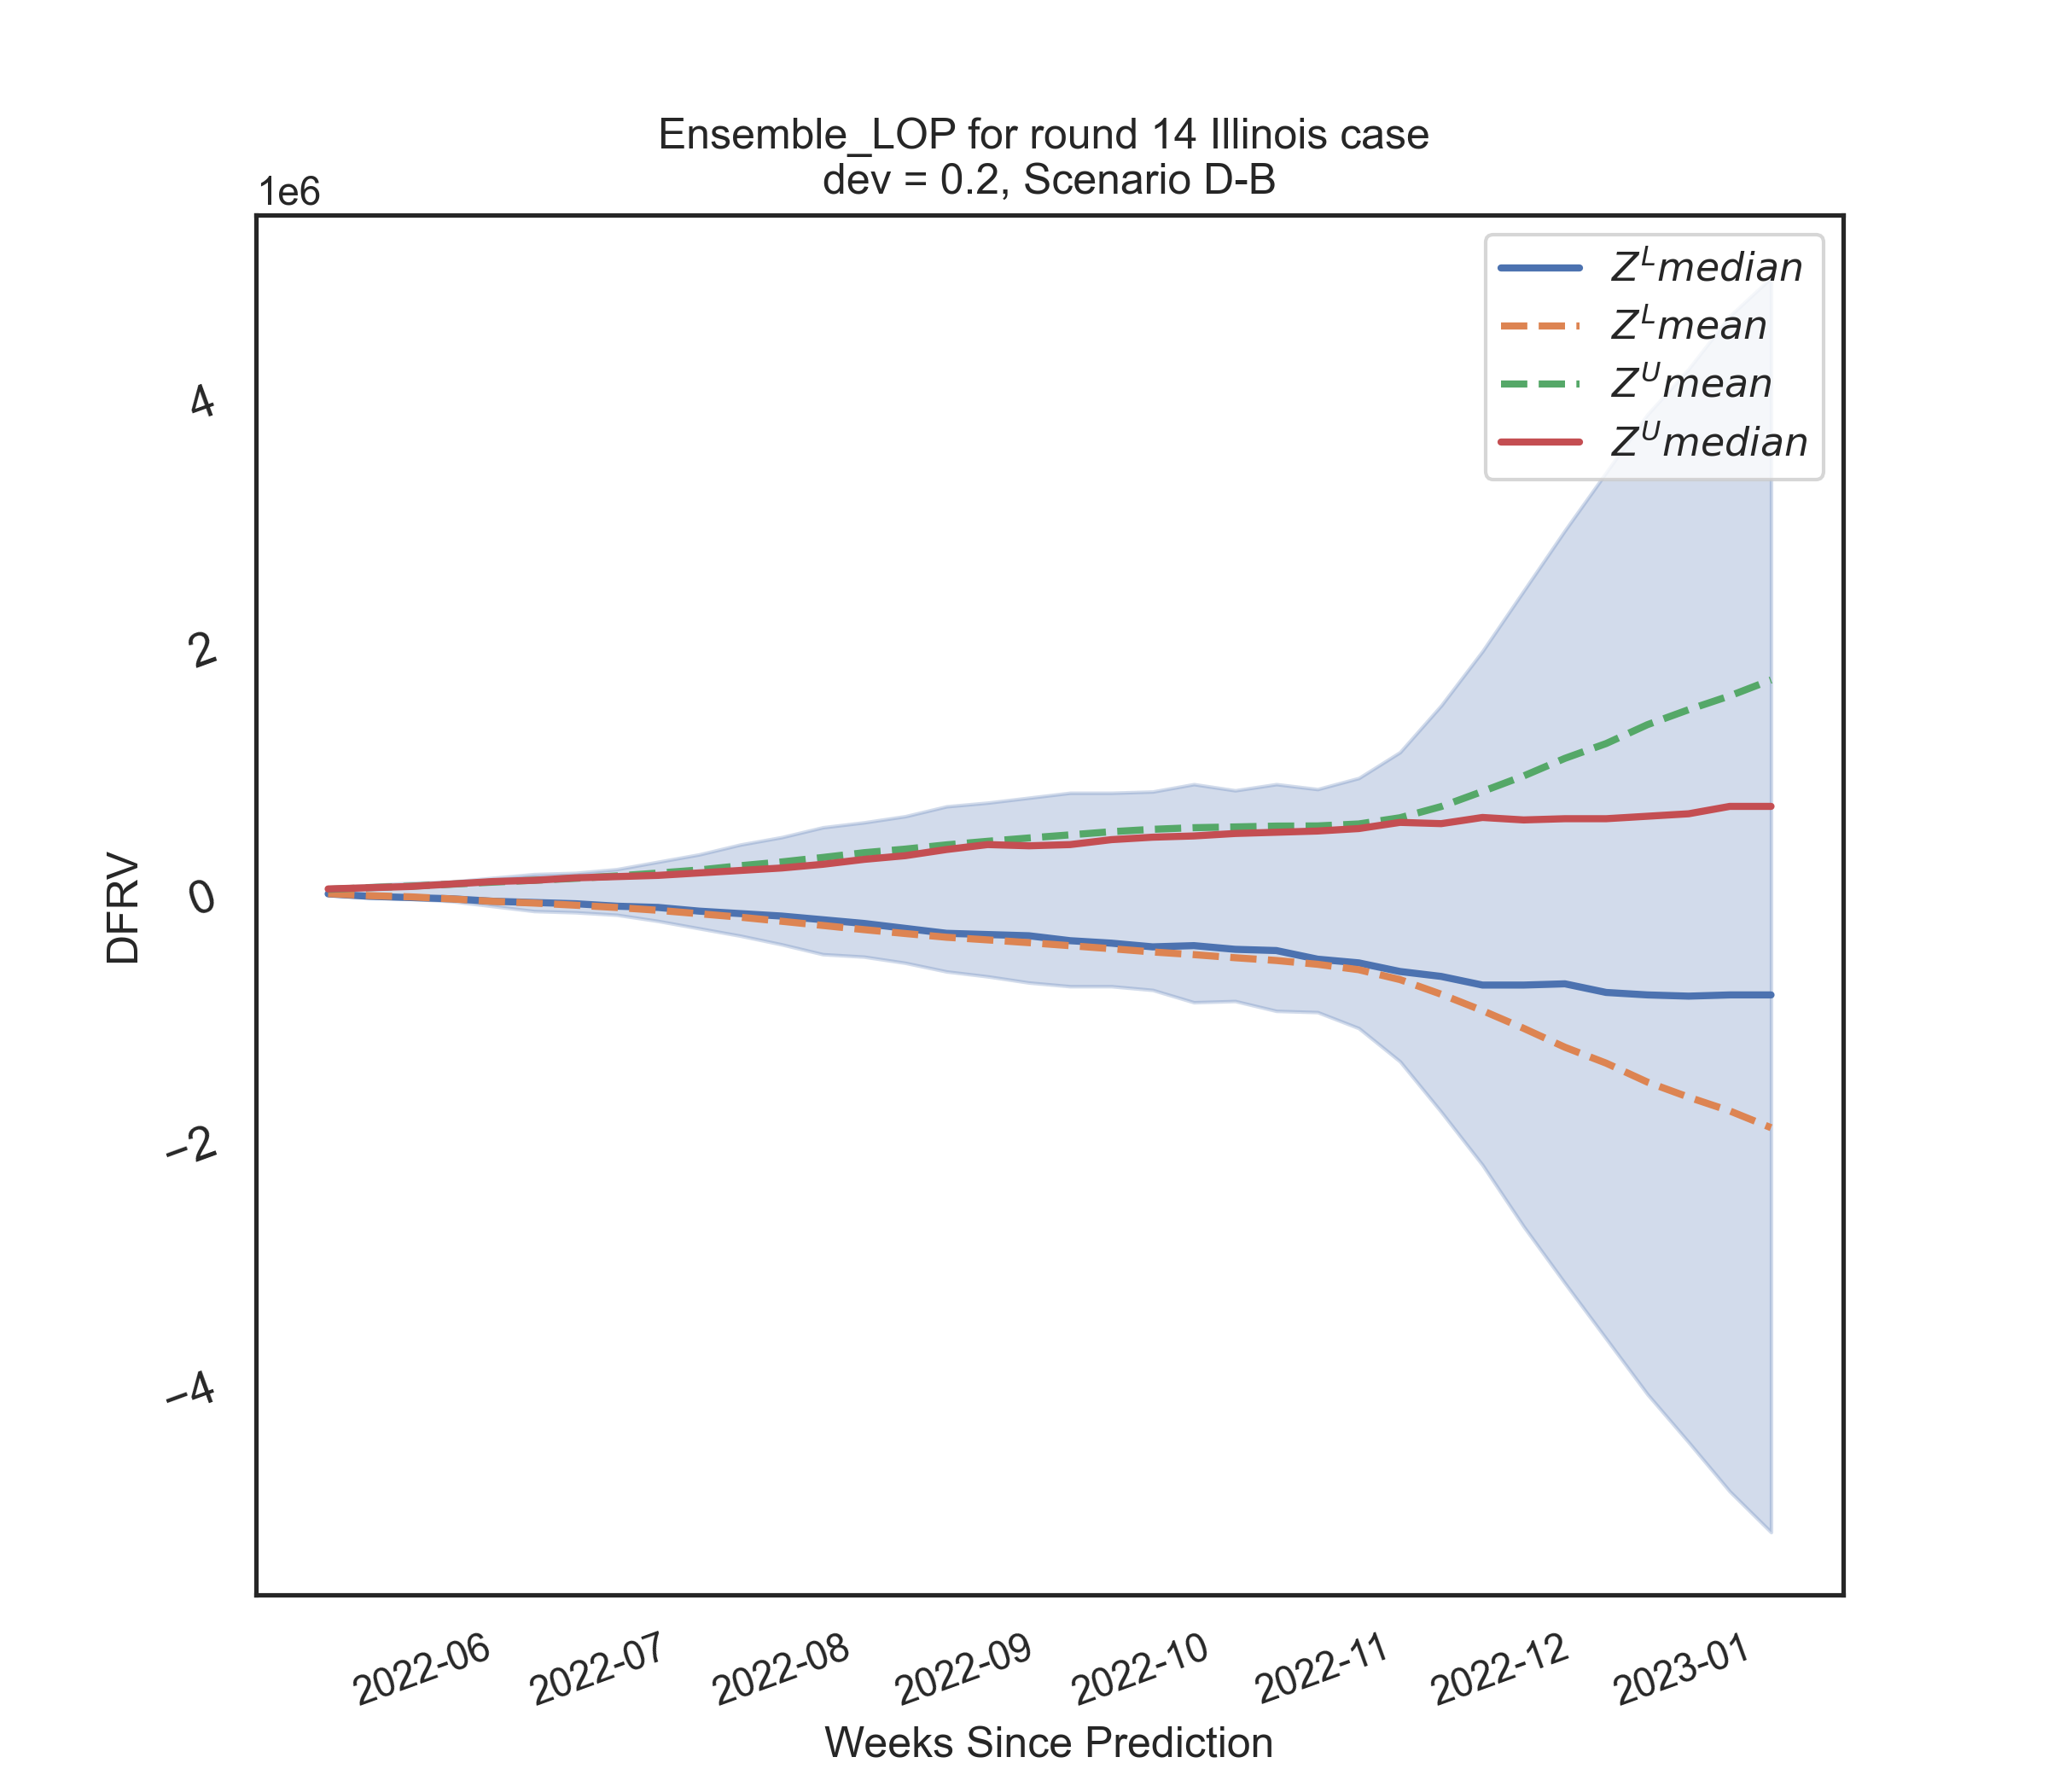 Ensemble_LOP for round 14 Illinois case
dev = 0.2, Scenario D-B
1e6
Z^L median
Z^L mean
Z^U mean
Z^U median
4
2
0
−2
−4
DFRV
2022-06
2022-07
2022-08
2022-09
2022-10
2022-11
2022-12
2023-01
Weeks Since Prediction